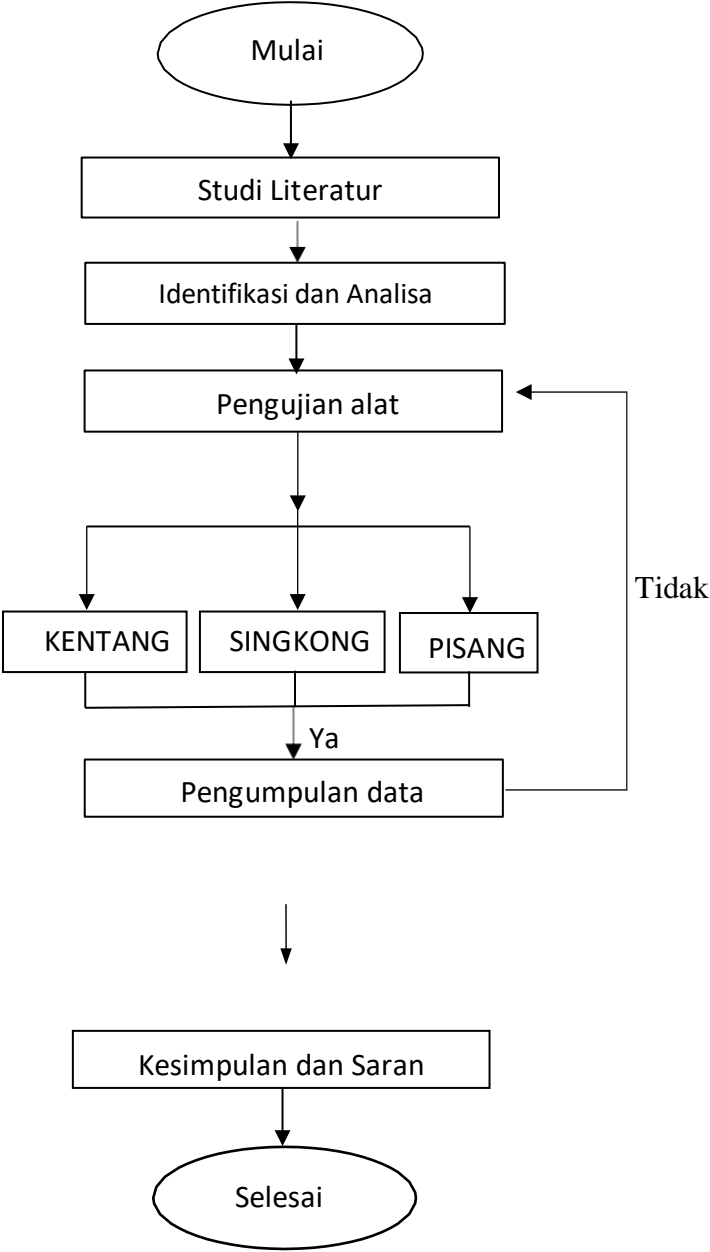 Mulai
Studi Literatur
Identifikasi dan Analisa
Pengujian alat
Tidak
KENTANG
SINGKONG
PISANG
Ya
Pengumpulan data
Kesimpulan dan Saran
Selesai